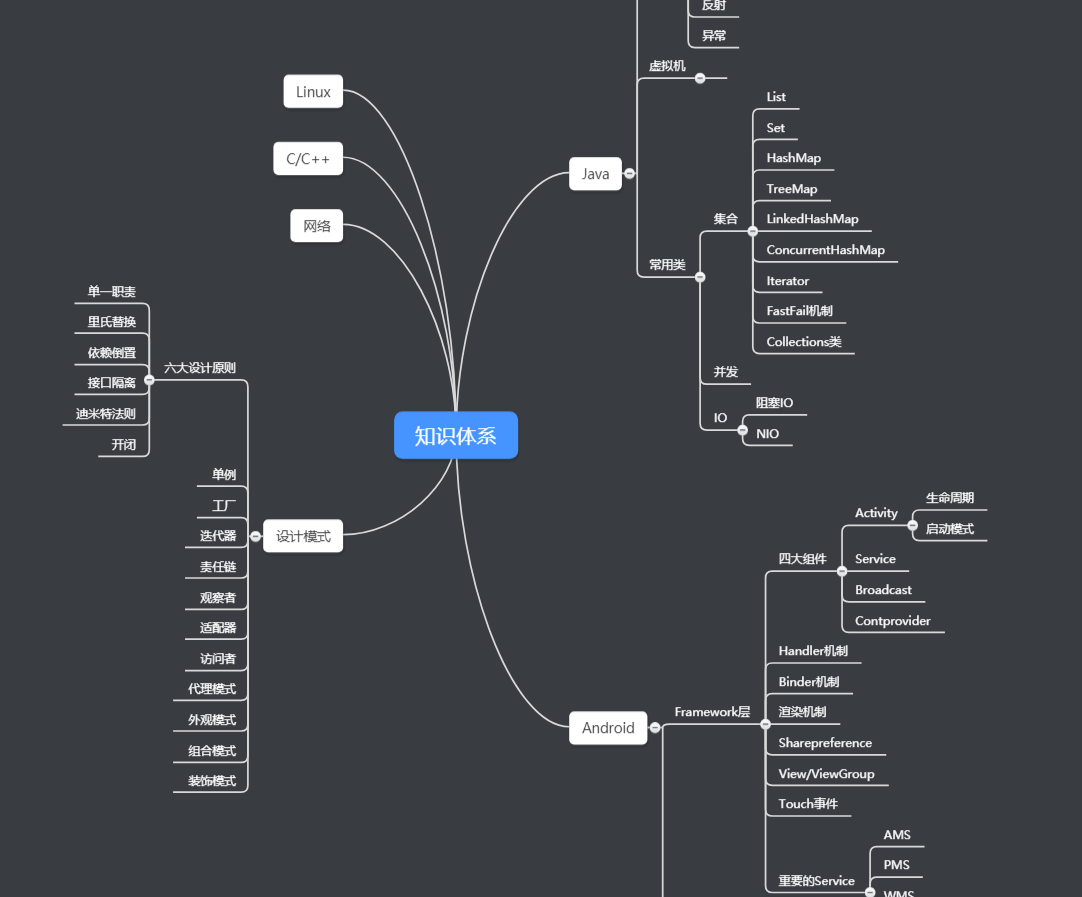 知识体系
Linux
C/C++
网络
设计模式
六大设计原则
单一职责
里氏替换
依赖倒置
接口隔离
迪米特法则
开闭
单例
工厂
迭代器
责任链
观察者
适配器
访问者
代理模式
外观模式
组合模式
装饰模式
Java
反射
异常
虚拟机
常用类
集合
List
Set
HashMap
TreeMap
LinkedHashMap
ConcurrentHashMap
Iterator
FastFail机制
Collections类
并发
IO
阻塞IO
NIO
Android
Framework层
四大组件
Activity
生命周期
启动模式
Service
Broadcast
Contprovider
Handler机制
Binder机制
渲染机制
Sharepreference
View/ViewGroup
Touch事件
重要的Service
AMS
PMS
WMS